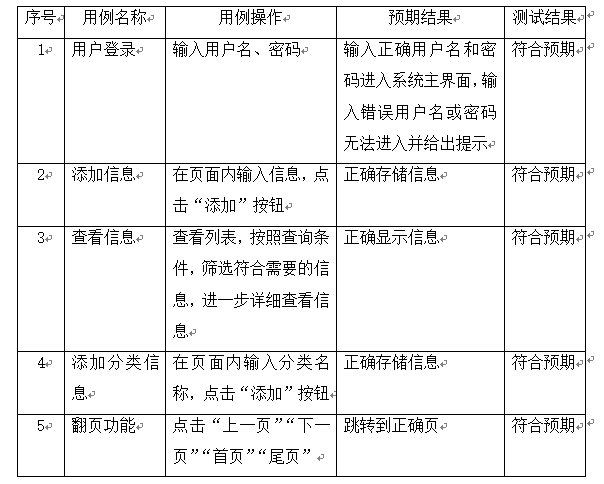 序号 用例名称 用例操作 预期结果 测试结果
1 用户登录 输入用户名、密码 输入正确用户名和密 符合预期
码进入系统主界面，输
入错误用户名或密码
无法进入并给出提示
2 添加信息 在页面内输入信息，点 正确存储信息 符合预期
击“添加”按钮
3 查看信息 查看列表，按照查询条 正确显示信息 符合预期
件，筛选符合需要的信
息，进一步详细查看信
息
4 添加分类信 在页面内输入分类名 正确存储信息 符合预期
息 称，点击“添加”按钮
5 翻页功能 点击“上一页”“下一 跳转到正确页 符合预期
页”“首页”“尾页”